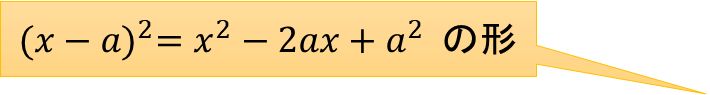 (x − a)²= x² − 2ax + a² の形